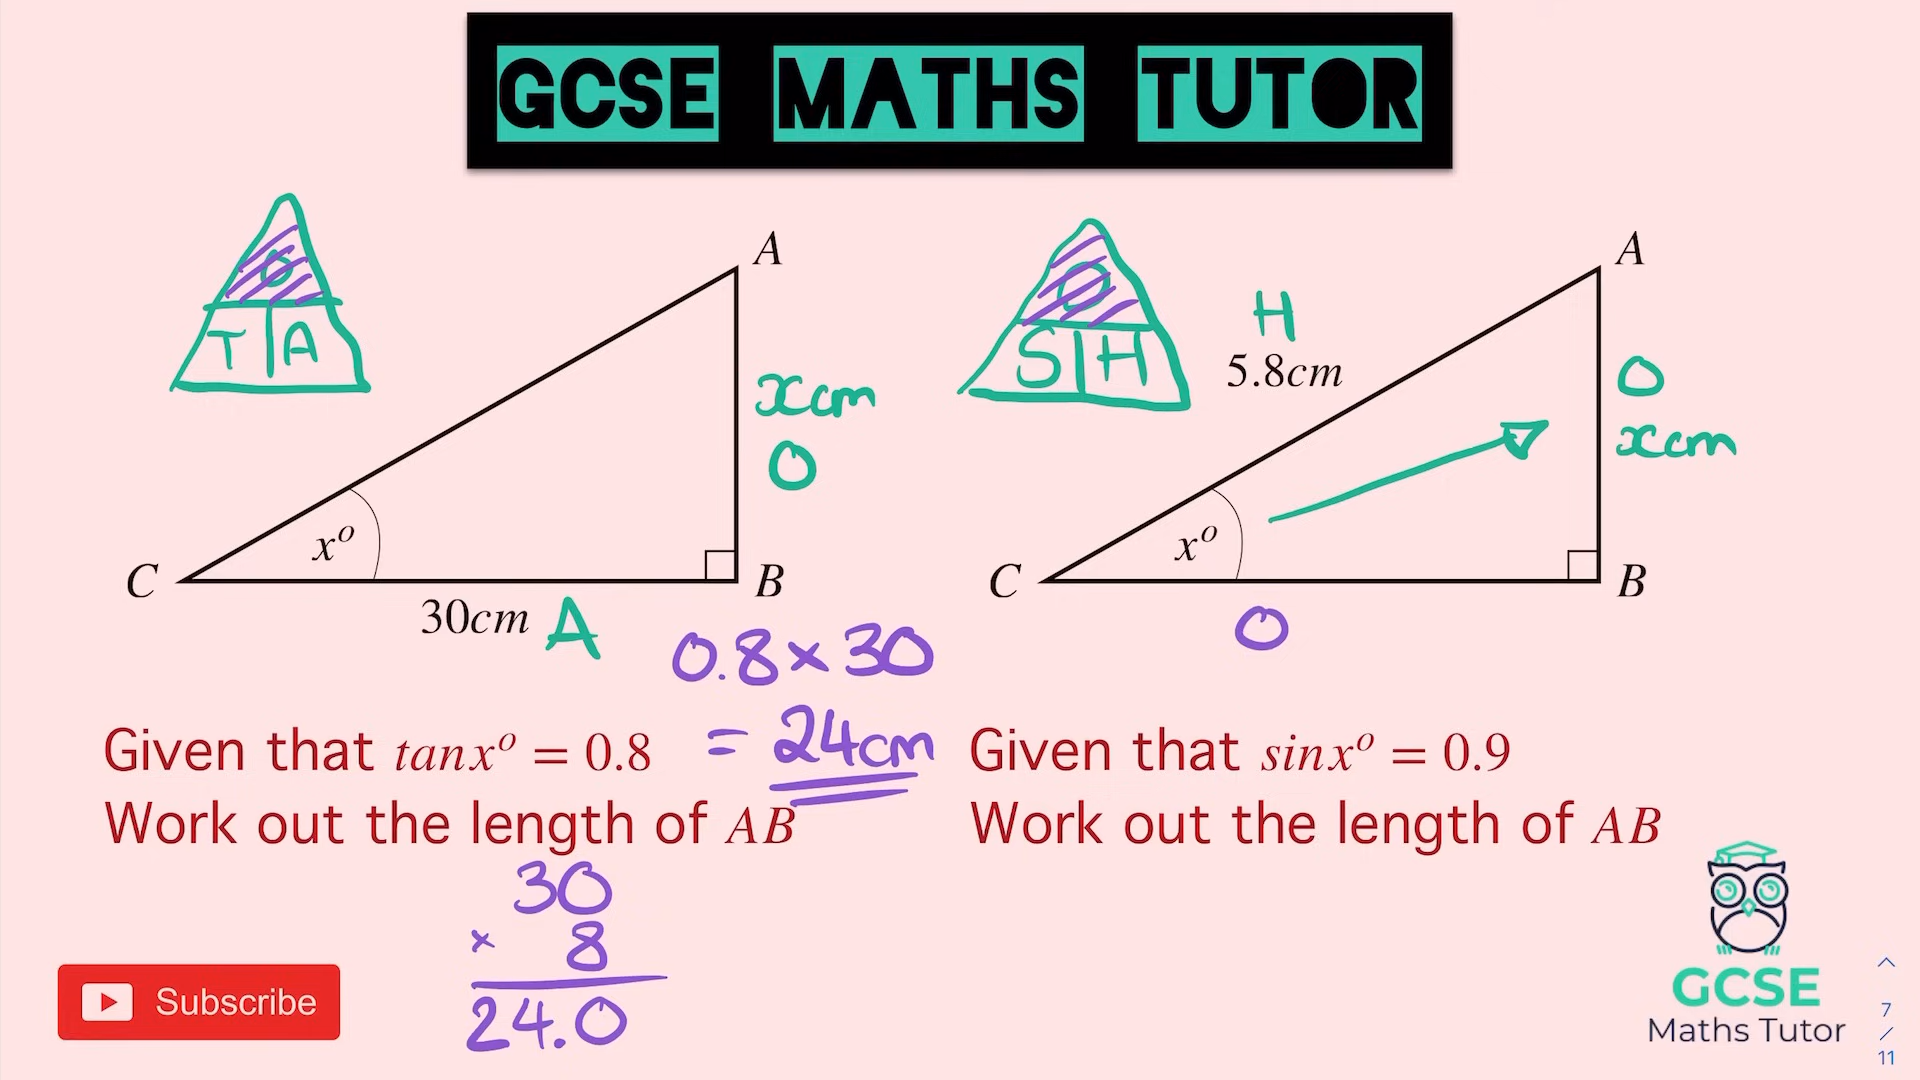 GCSE MATHS TUTOR
O
T A
A
x cm
O
x°
C
B
30cm A
0.8 × 30
= 24cm
Given that tanx° = 0.8
Work out the length of AB
30
× 8
24.0
Subscribe
O
S H
H
5.8cm
A
O
x cm
x°
C
B
O
Given that sinx° = 0.9
Work out the length of AB
GCSE
Maths Tutor
7
/
11